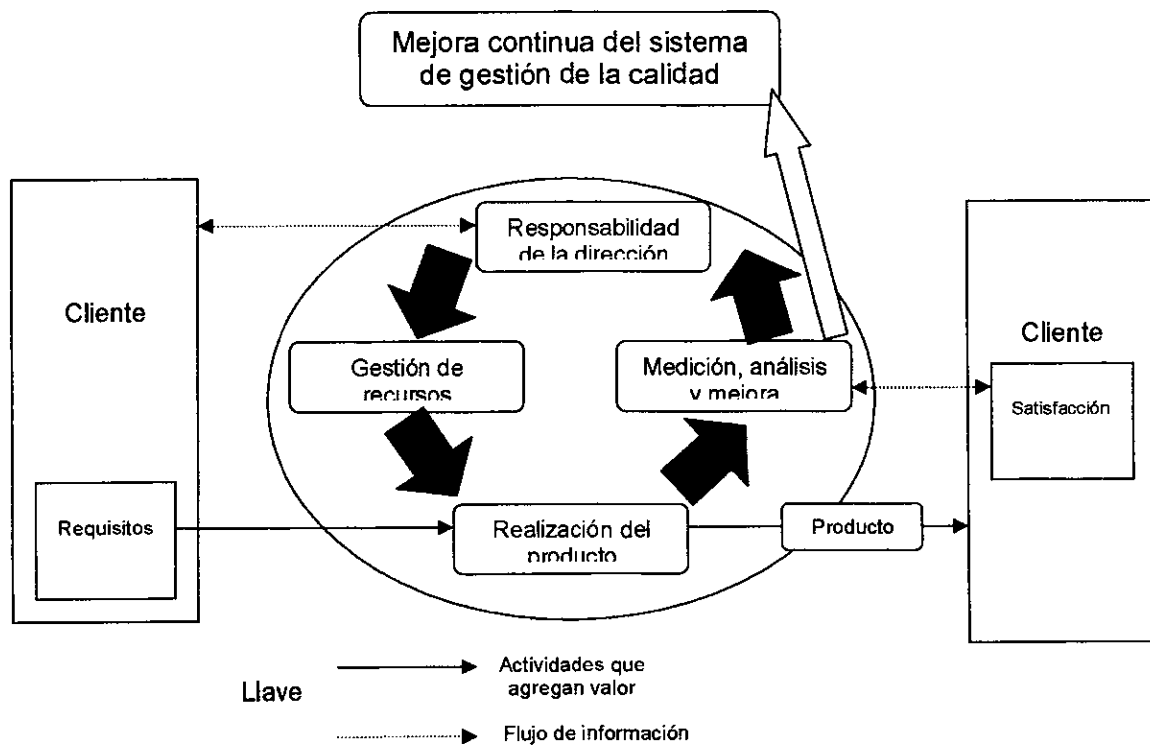 Mejora continua del sistema
de gestión de la calidad
Responsabilidad
de la dirección
Cliente
Cliente
Gestión de
recursos
Medición, análisis
y mejora
Satisfacción
Requisitos
Realización del
producto
Producto
Llave
Actividades que
agregan valor
Flujo de información